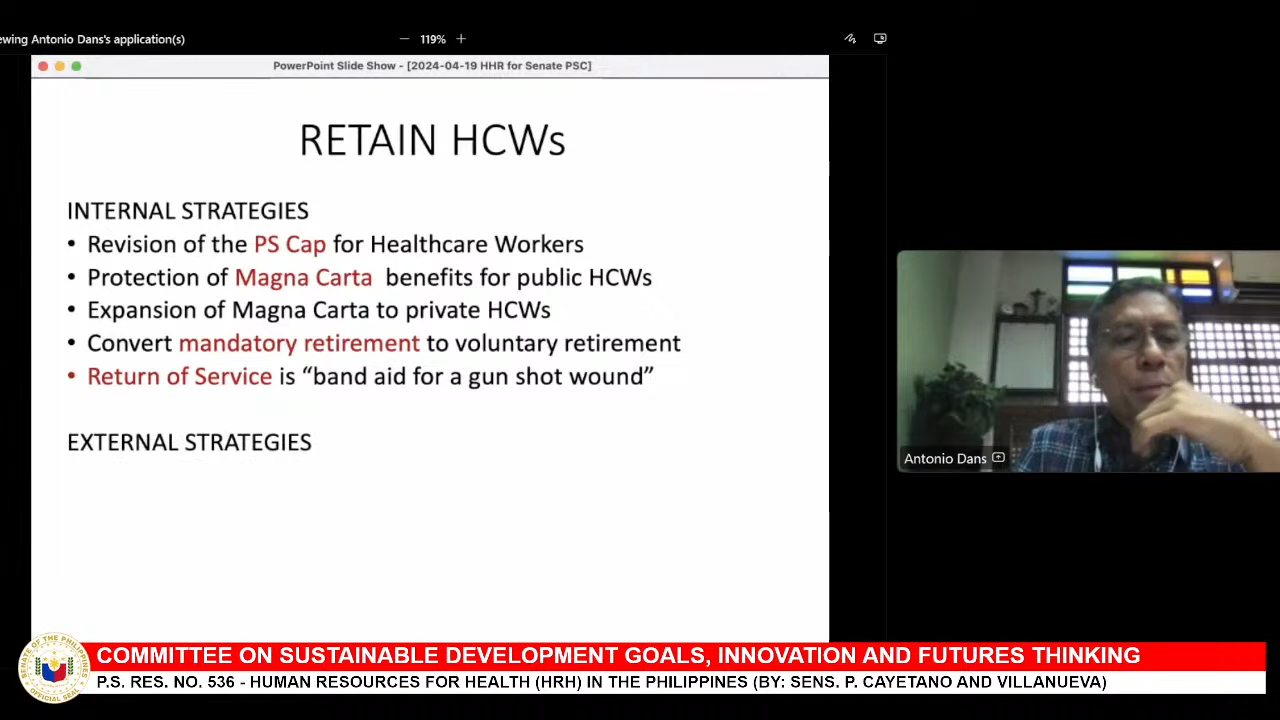 ewing Antonio Dans's application(s)
— 119% +
PowerPoint Slide Show - [2024-04-19 HHR for Senate PSC]
RETAIN HCWs
INTERNAL STRATEGIES
• Revision of the PS Cap for Healthcare Workers
• Protection of Magna Carta benefits for public HCWs
• Expansion of Magna Carta to private HCWs
• Convert mandatory retirement to voluntary retirement
• Return of Service is “band aid for a gun shot wound”
EXTERNAL STRATEGIES
Antonio Dans
COMMITTEE ON SUSTAINABLE DEVELOPMENT GOALS, INNOVATION AND FUTURES THINKING
P.S. RES. NO. 536 - HUMAN RESOURCES FOR HEALTH (HRH) IN THE PHILIPPINES (BY: SENS. P. CAYETANO AND VILLANUEVA)